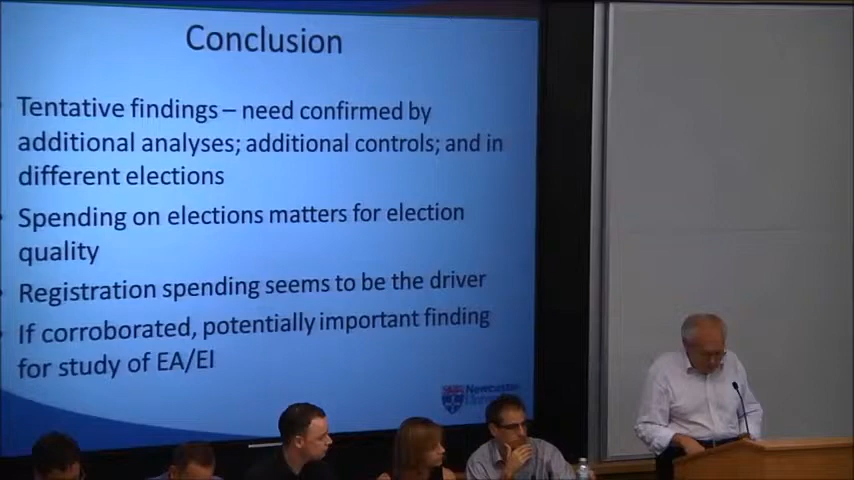 Conclusion
Tentative findings – need confirmed by
additional analyses; additional controls; and in
different elections
Spending on elections matters for election
quality
Registration spending seems to be the driver
If corroborated, potentially important finding
for study of EA/EI
Newcastle
University